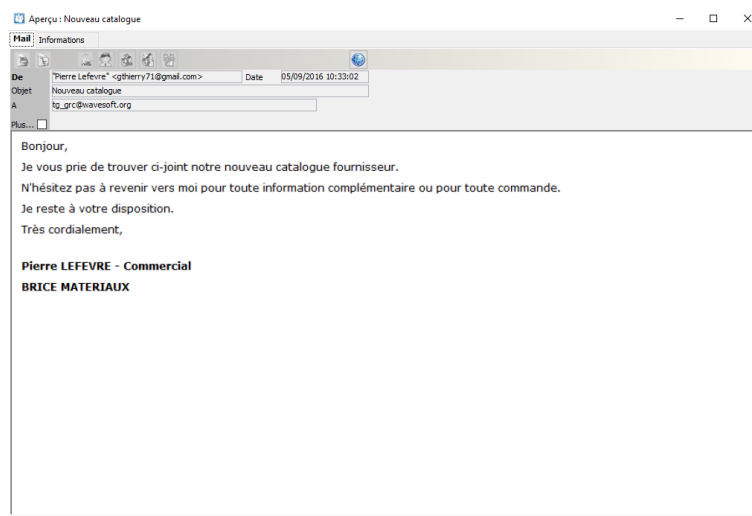 Aperçu : Nouveau catalogue
Mail Informations
De "Pierre Lefevre" <gthierry71@gmail.com> Date 05/09/2016 10:33:02
Objet Nouveau catalogue
A tg_grc@wavesoft.org
Plus...
Bonjour,
Je vous prie de trouver ci-joint notre nouveau catalogue fournisseur.
N'hésitez pas à revenir vers moi pour toute information complémentaire ou pour toute commande.
Je reste à votre disposition.
Très cordialement,
Pierre LEFEVRE - Commercial
BRICE MATERIAUX